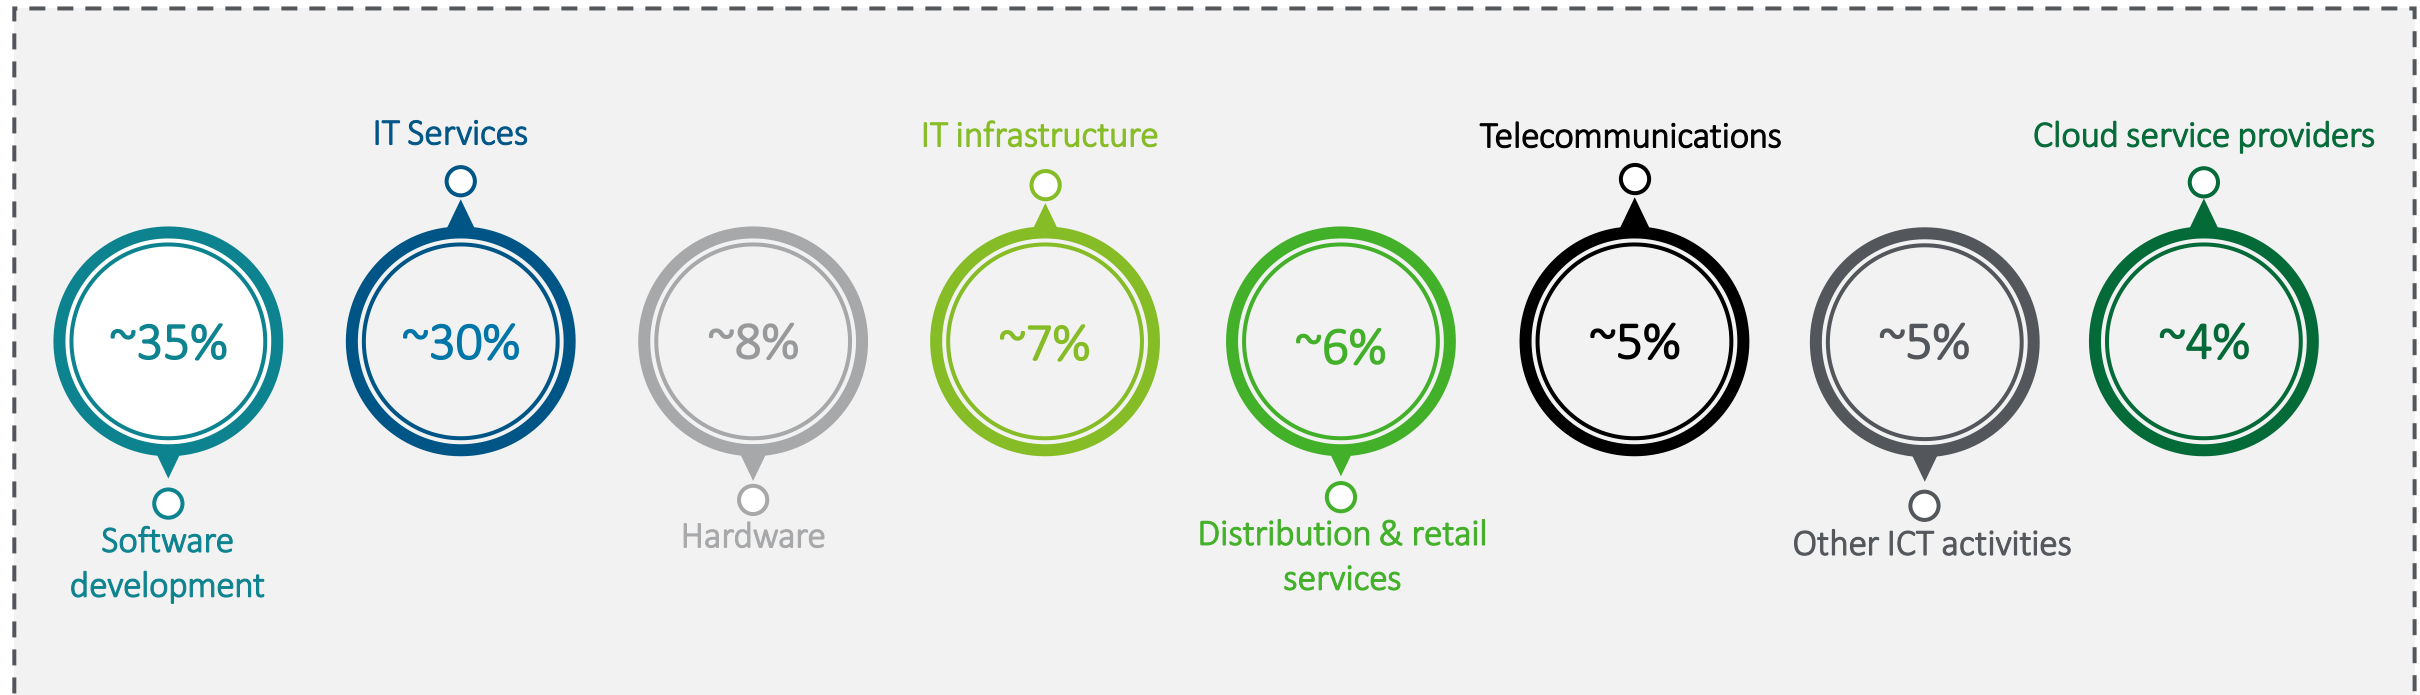 IT Services
IT infrastructure
Telecommunications
Cloud service providers
~35%
~30%
~8%
~7%
~6%
~5%
~5%
~4%
Software
development
Hardware
Distribution & retail
services
Other ICT activities